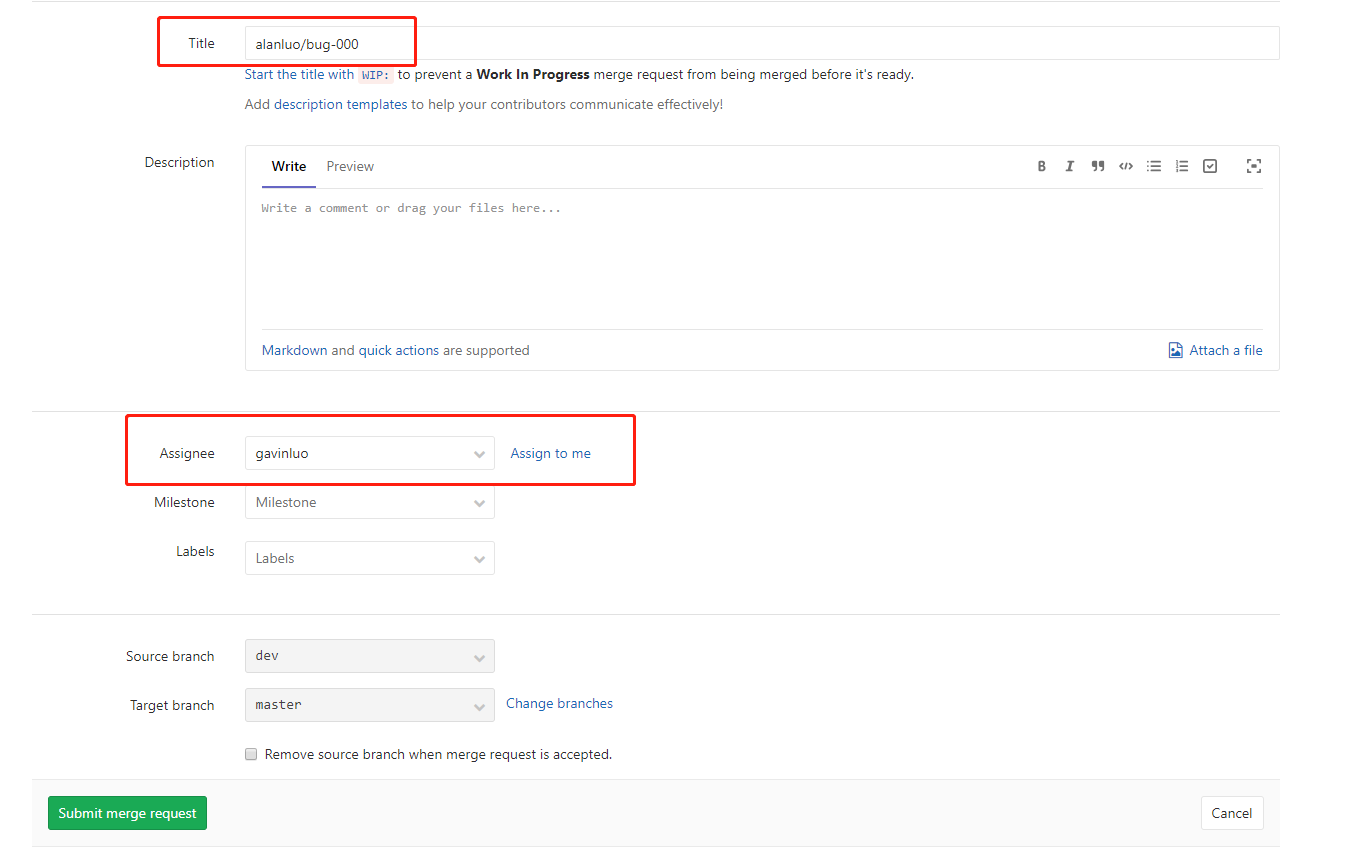 Title alanluo/bug-000
Start the title with WIP: to prevent a Work In Progress merge request from being merged before it's ready.
Add description templates to help your contributors communicate effectively!
Description Write Preview
Write a comment or drag your files here...
Markdown and quick actions are supported Attach a file
Assignee gavinluo Assign to me
Milestone Milestone
Labels Labels
Source branch dev
Target branch master Change branches
Remove source branch when merge request is accepted.
Submit merge request Cancel